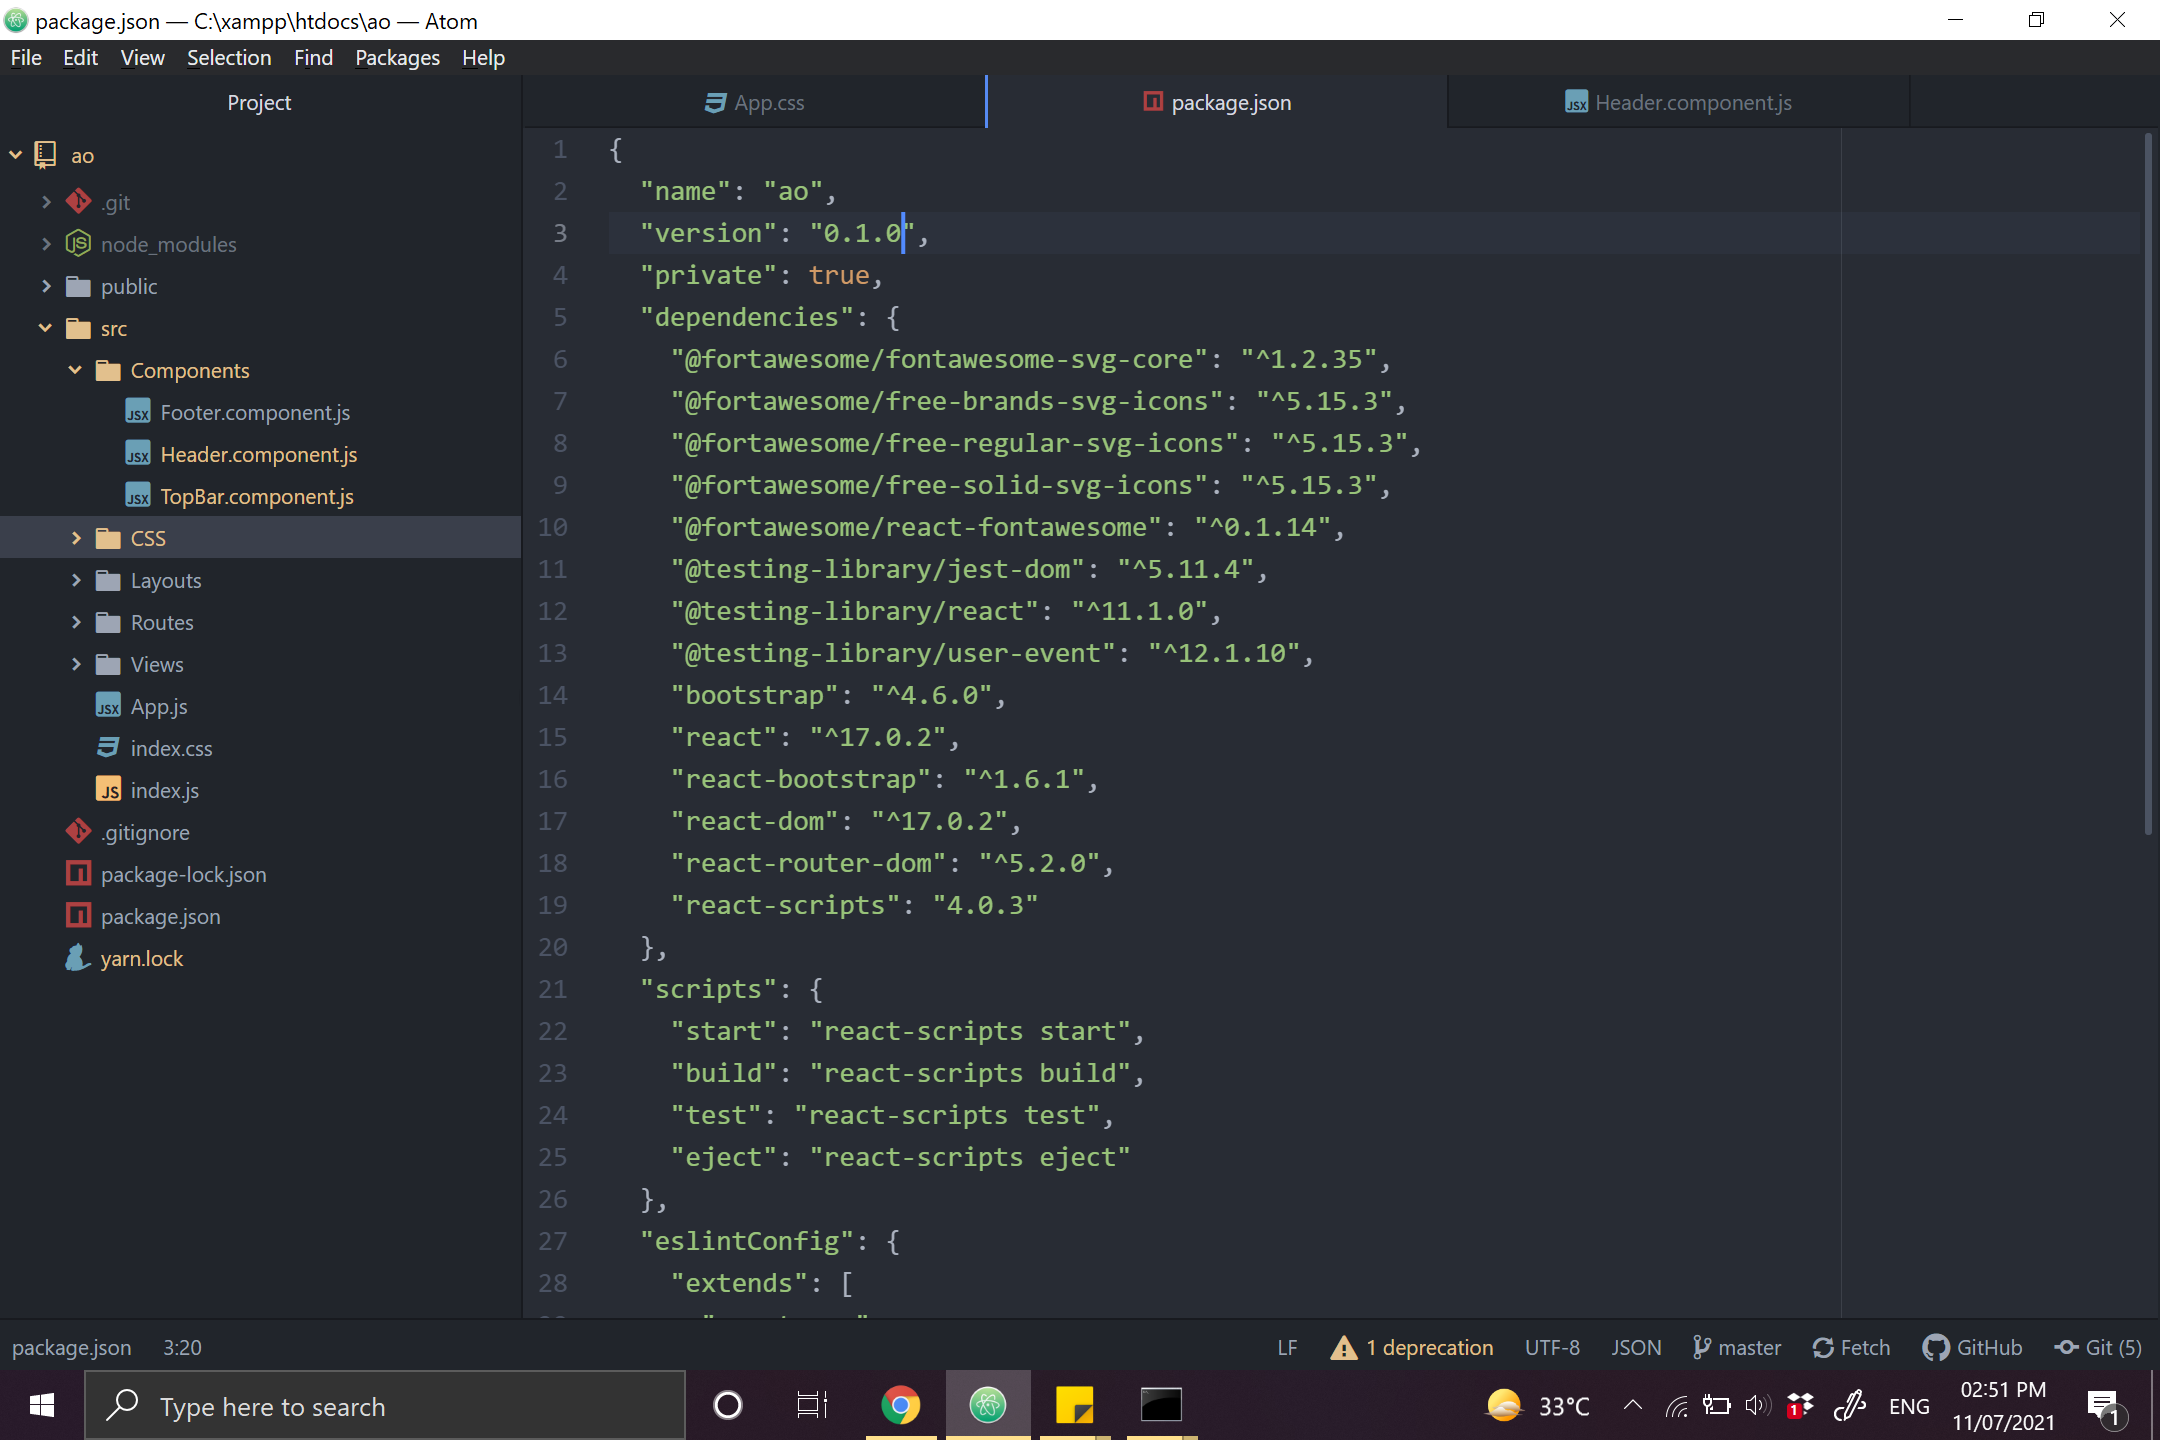 package.json — C:\xampp\htdocs\ao — Atom
File Edit View Selection Find Packages Help
Project
ao
.git
node_modules
public
src
Components
JSX Footer.component.js
JSX Header.component.js
JSX TopBar.component.js
CSS
Layouts
Routes
Views
JSX App.js
index.css
JS index.js
.gitignore
package-lock.json
package.json
yarn.lock
App.css package.json JSX Header.component.js
1 {
2 "name": "ao",
3 "version": "0.1.0",
4 "private": true,
5 "dependencies": {
6 "@fortawesome/fontawesome-svg-core": "^1.2.35",
7 "@fortawesome/free-brands-svg-icons": "^5.15.3",
8 "@fortawesome/free-regular-svg-icons": "^5.15.3",
9 "@fortawesome/free-solid-svg-icons": "^5.15.3",
10 "@fortawesome/react-fontawesome": "^0.1.14",
11 "@testing-library/jest-dom": "^5.11.4",
12 "@testing-library/react": "^11.1.0",
13 "@testing-library/user-event": "^12.1.10",
14 "bootstrap": "^4.6.0",
15 "react": "^17.0.2",
16 "react-bootstrap": "^1.6.1",
17 "react-dom": "^17.0.2",
18 "react-router-dom": "^5.2.0",
19 "react-scripts": "4.0.3"
20 },
21 "scripts": {
22 "start": "react-scripts start",
23 "build": "react-scripts build",
24 "test": "react-scripts test",
25 "eject": "react-scripts eject"
26 },
27 "eslintConfig": {
28 "extends": [
package.json 3:20 LF 1 deprecation UTF-8 JSON master Fetch GitHub Git (5)
Type here to search 33°C 1 ENG 02:51 PM 11/07/2021 1